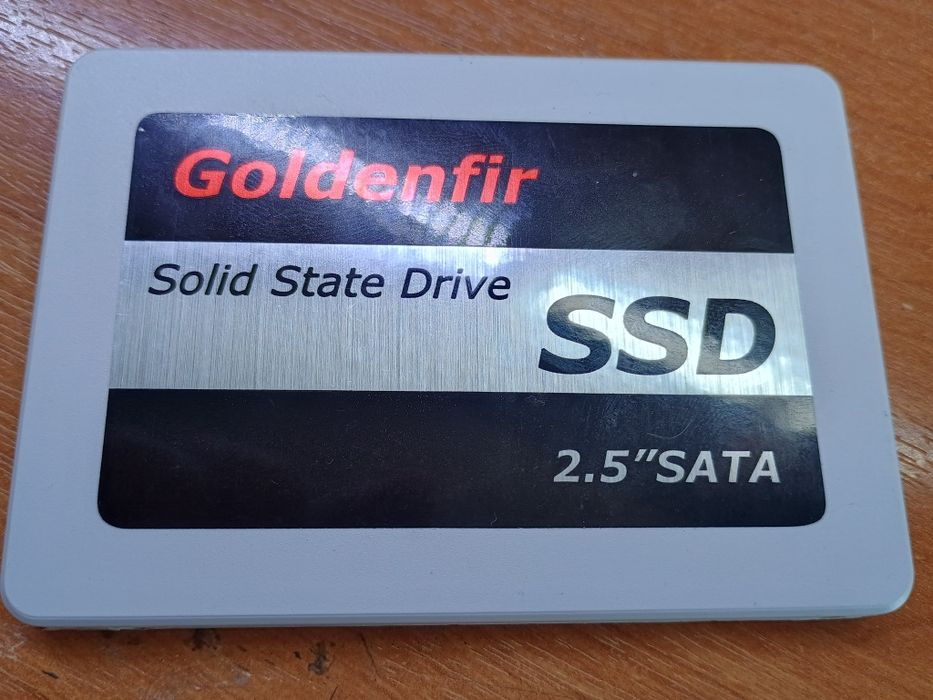 Goldenfir
Solid State Drive
SSD
2.5"SATA